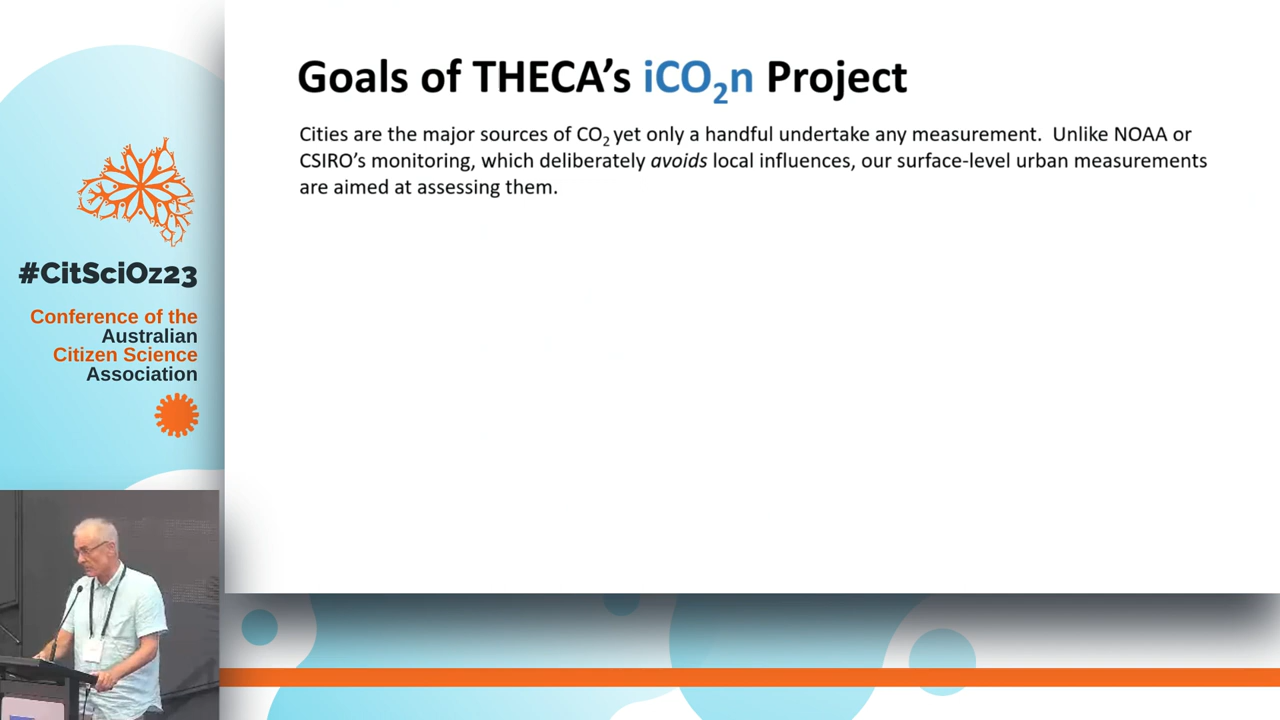 Goals of THECA's iCO₂n Project
Cities are the major sources of CO₂ yet only a handful undertake any measurement. Unlike NOAA or
CSIRO's monitoring, which deliberately avoids local influences, our surface-level urban measurements
are aimed at assessing them.
#CitSciOz23
Conference of the
Australian
Citizen Science
Association